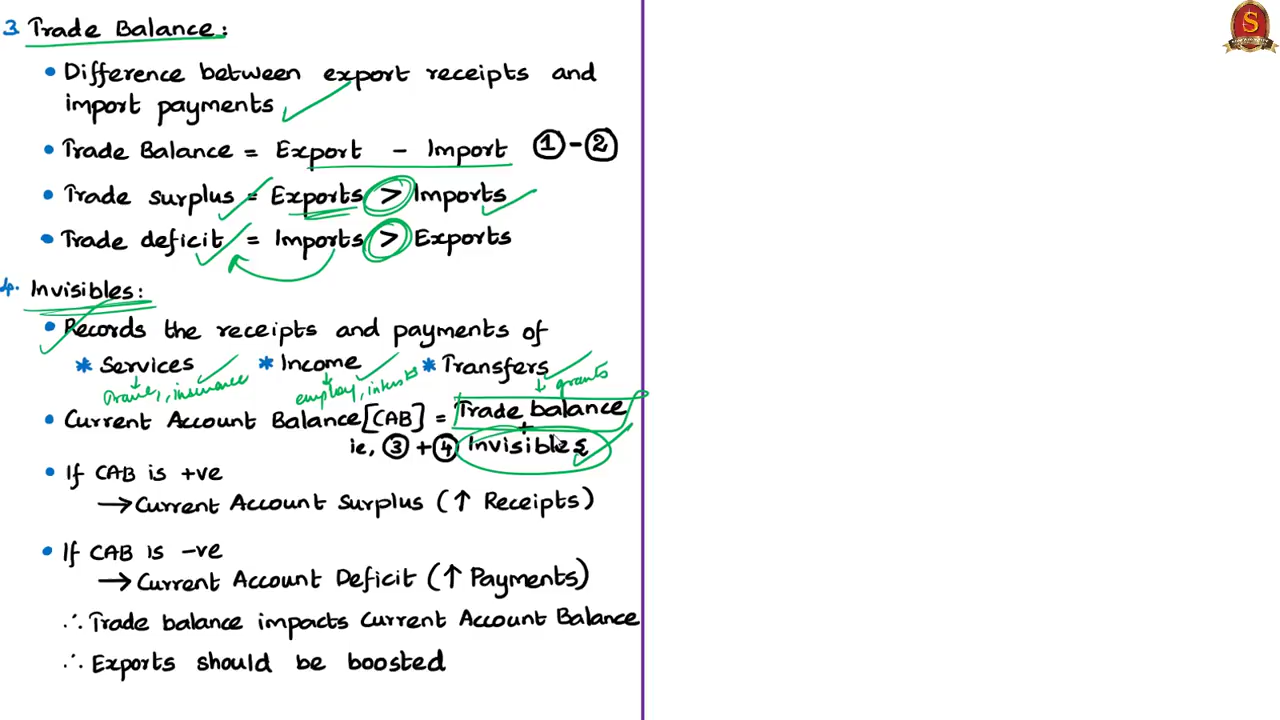 3 Trade Balance:
• Difference between export receipts and
import payments
• Trade Balance = Export - Import ① - ②
• Trade surplus = Exports > Imports
• Trade deficit = Imports > Exports
4. Invisibles:
• Records the receipts and payments of
* Services * Income * Transfers
insurance employ, grants
• Current Account Balance [CAB] = Trade balance
+
ie, ③ + ④ Invisibles
• If CAB is +ve
→ Current Account Surplus (↑ Receipts)
• If CAB is -ve
→ Current Account Deficit (↑ Payments)
∴ Trade balance impacts Current Account Balance
∴ Exports should be boosted
S